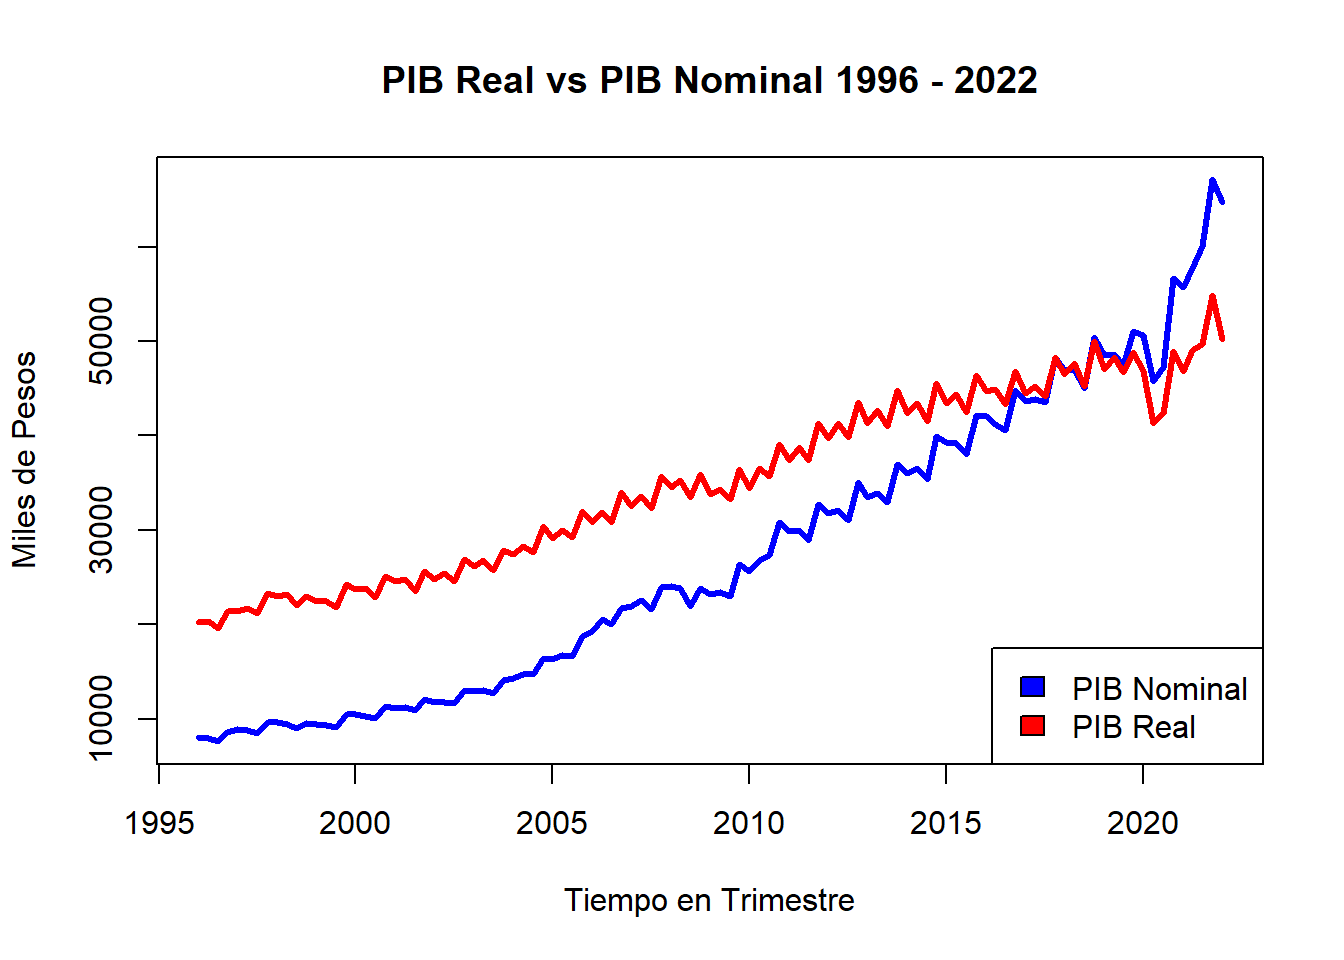 PIB Real vs PIB Nominal 1996 - 2022
Miles de Pesos
50000
30000
10000
1995 2000 2005 2010 2015 2020
Tiempo en Trimestre
PIB Nominal
PIB Real